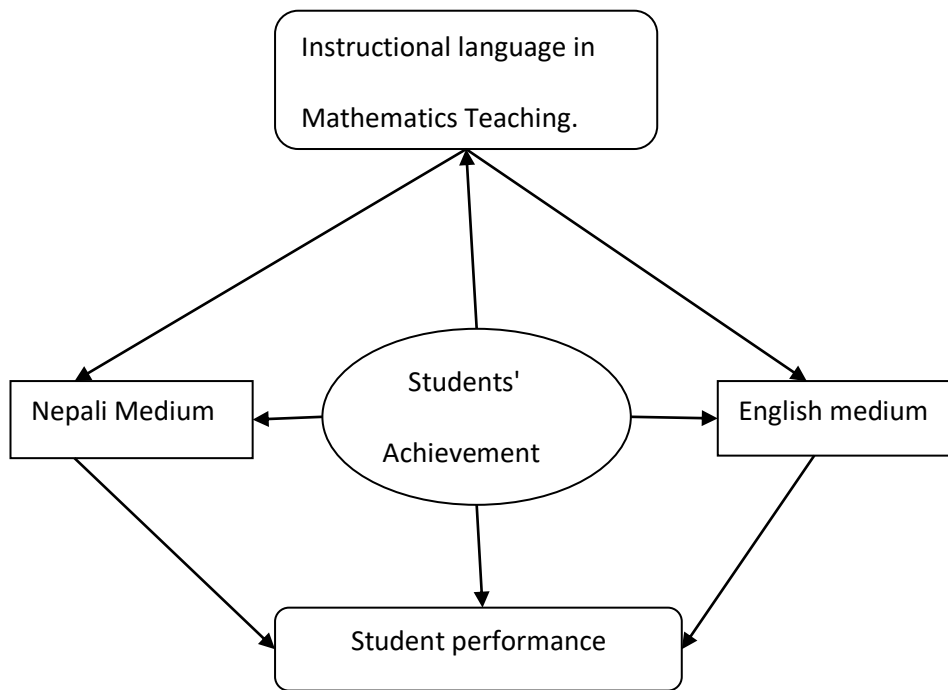 Instructional language in
Mathematics Teaching.
Students'
Achievement
Nepali Medium
English medium
Student performance